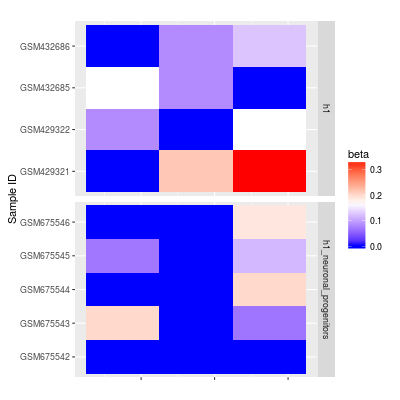 Sample ID
GSM432686
GSM432685
GSM429322
GSM429321
h1
GSM675546
GSM675545
GSM675544
GSM675543
GSM675542
h1_neuronal_progenitors
beta
0.3
0.2
0.1
0.0